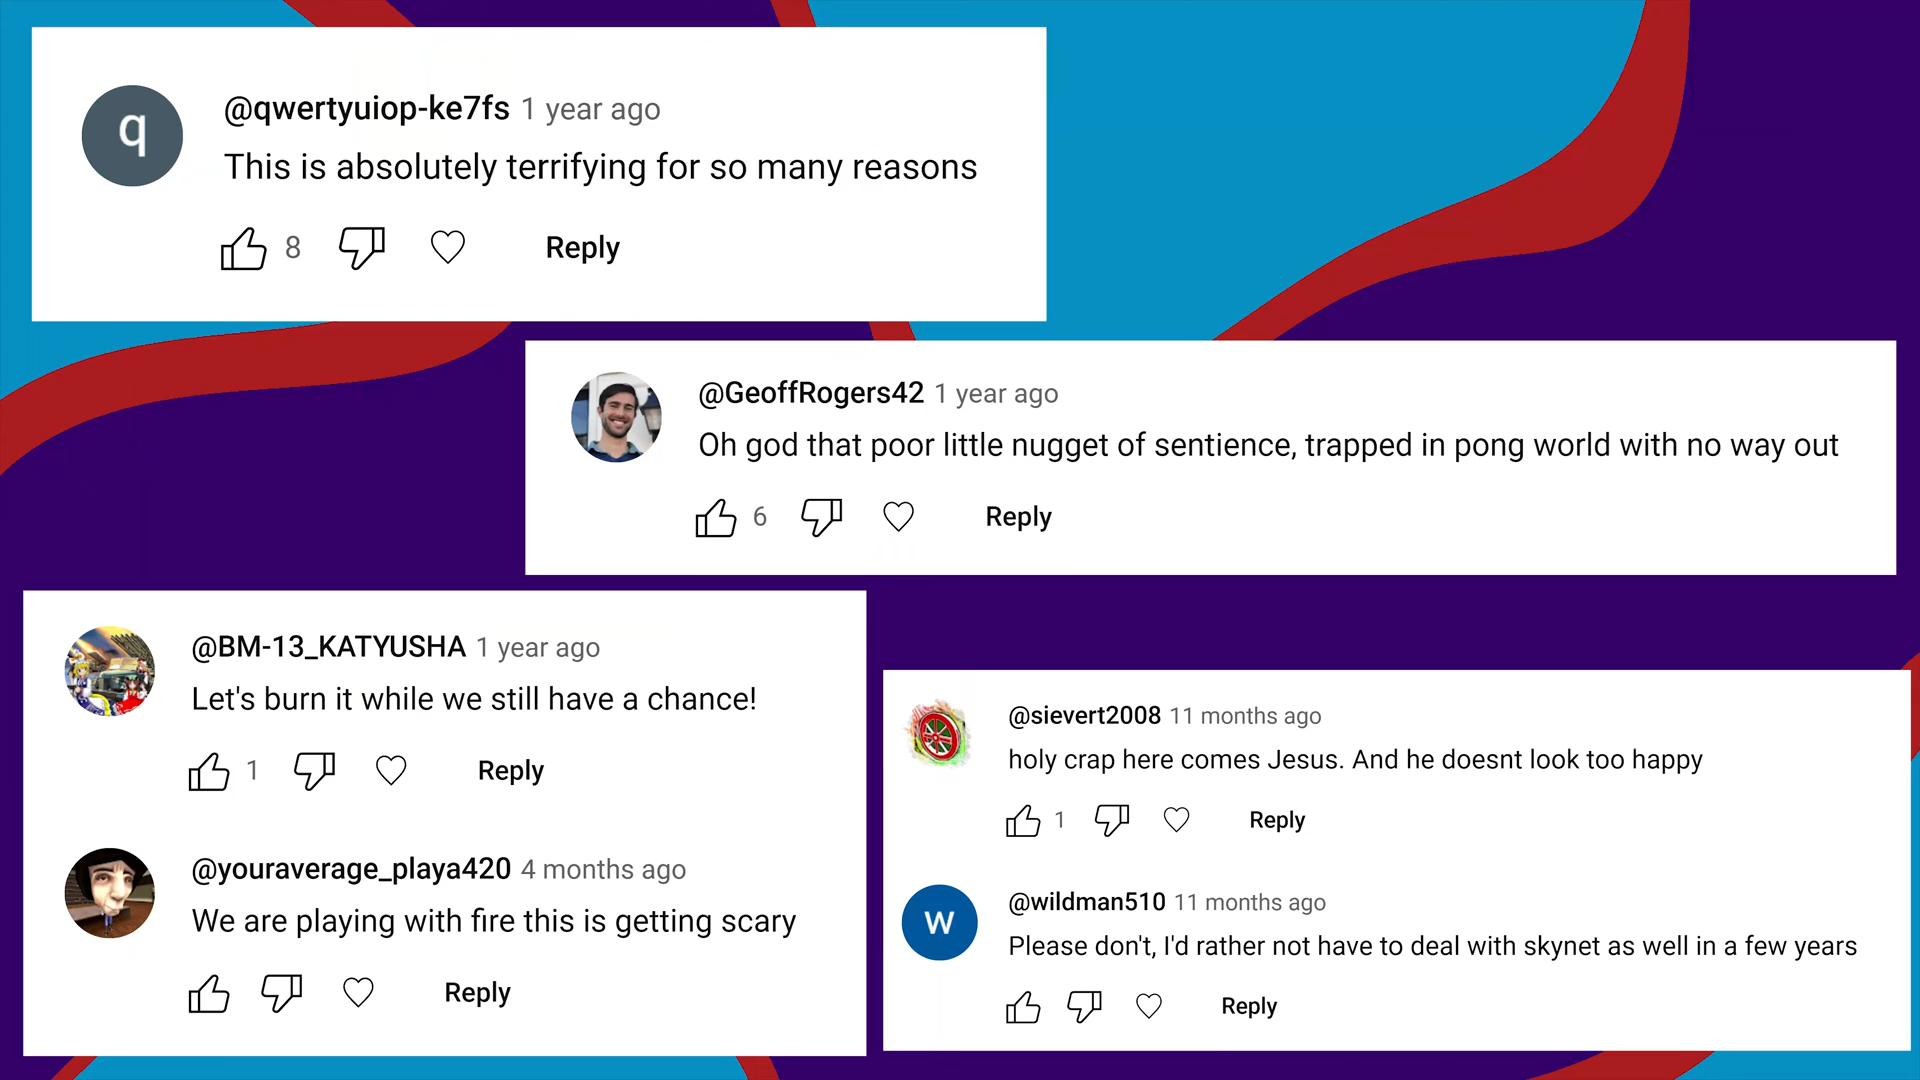 q
@qwertyuiop-ke7fs 1 year ago
This is absolutely terrifying for so many reasons
8 Reply
@GeoffRogers42 1 year ago
Oh god that poor little nugget of sentience, trapped in pong world with no way out
6 Reply
@BM-13_KATYUSHA 1 year ago
Let's burn it while we still have a chance!
1 Reply
@youraverage_playa420 4 months ago
We are playing with fire this is getting scary
Reply
@sievert2008 11 months ago
holy crap here comes Jesus. And he doesnt look too happy
1 Reply
w
@wildman510 11 months ago
Please don't, I'd rather not have to deal with skynet as well in a few years
Reply